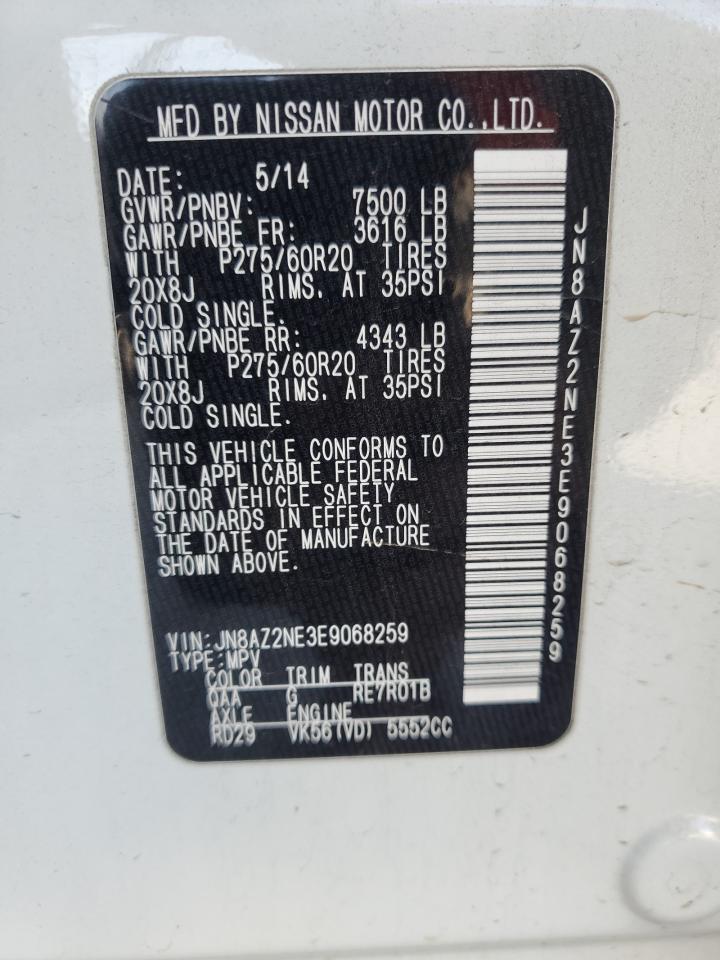 MFD BY NISSAN MOTOR CO.,LTD.
DATE: 5/14
GVWR/PNBV: 7500 LB
GAWR/PNBE FR: 3616 LB
WITH P275/60R20 TIRES
20X8J RIMS. AT 35PSI
COLD SINGLE.
GAWR/PNBE RR: 4343 LB
WITH P275/60R20 TIRES
20X8J RIMS. AT 35PSI
COLD SINGLE.
THIS VEHICLE CONFORMS TO
ALL APPLICABLE FEDERAL
MOTOR VEHICLE SAFETY
STANDARDS IN EFFECT ON
THE DATE OF MANUFACTURE
SHOWN ABOVE.
VIN:JN8AZ2NE3E9068259
TYPE:MPV
COLOR TRIM TRANS
QAA G RE7R01B
AXLE ENGINE
RD29 VK56(VD) 5552CC
JN8AZ2NE3E9068259